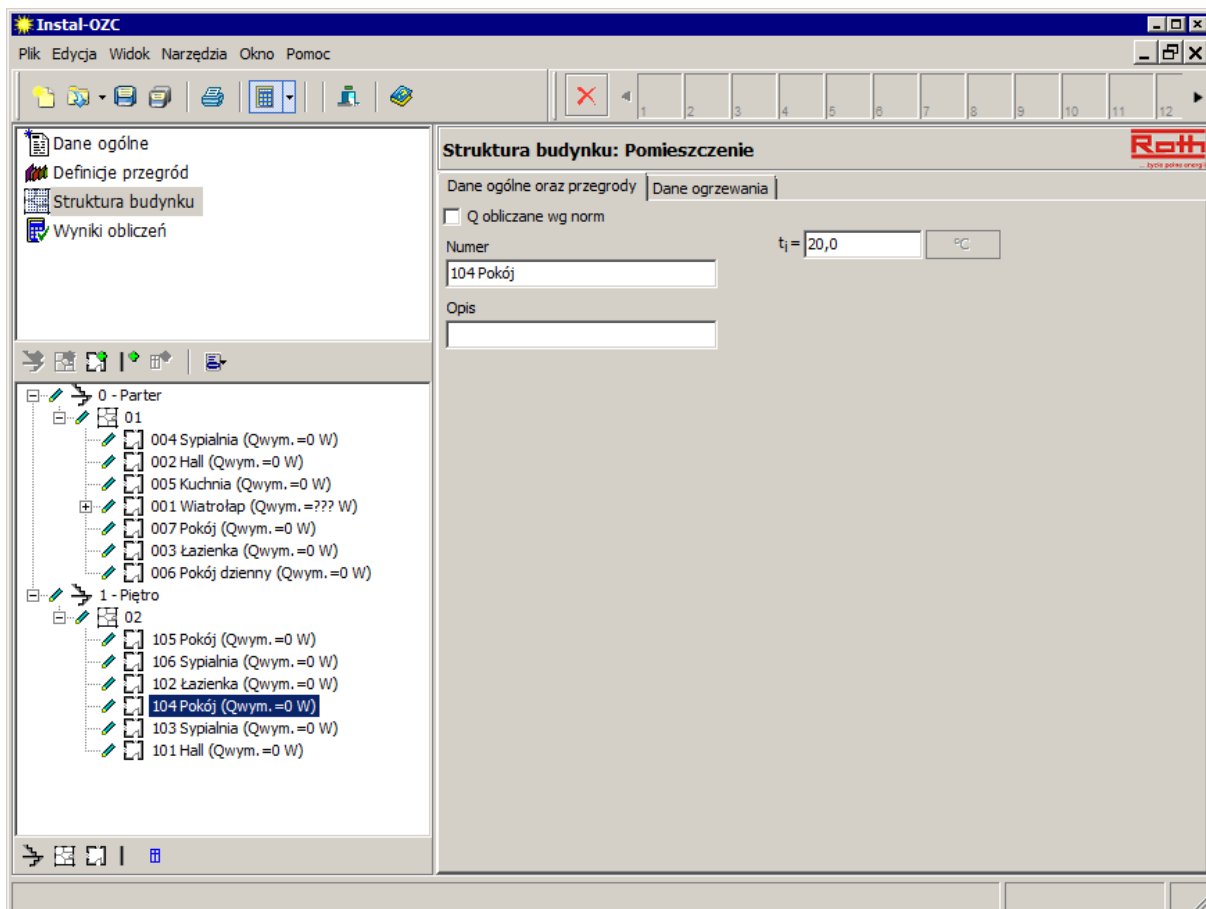 Instal-OZC
Plik Edycja Widok Narzędzia Okno Pomoc
1 2 3 4 5 6 7 8 9 10 11 12
Dane ogólne
Definicje przegród
Struktura budynku
Wyniki obliczeń
Struktura budynku: Pomieszczenie
Roth
... życie pełne energii
Dane ogólne oraz przegrody Dane ogrzewania
Q obliczane wg norm
Numer
ti = 20,0 °C
104 Pokój
Opis
0 - Parter
01
004 Sypialnia (Qwym.=0 W)
002 Hall (Qwym.=0 W)
005 Kuchnia (Qwym.=0 W)
001 Wiatrołap (Qwym.=??? W)
007 Pokój (Qwym.=0 W)
003 Łazienka (Qwym.=0 W)
006 Pokój dzienny (Qwym.=0 W)
1 - Piętro
02
105 Pokój (Qwym.=0 W)
106 Sypialnia (Qwym.=0 W)
102 Łazienka (Qwym.=0 W)
104 Pokój (Qwym.=0 W)
103 Sypialnia (Qwym.=0 W)
101 Hall (Qwym.=0 W)